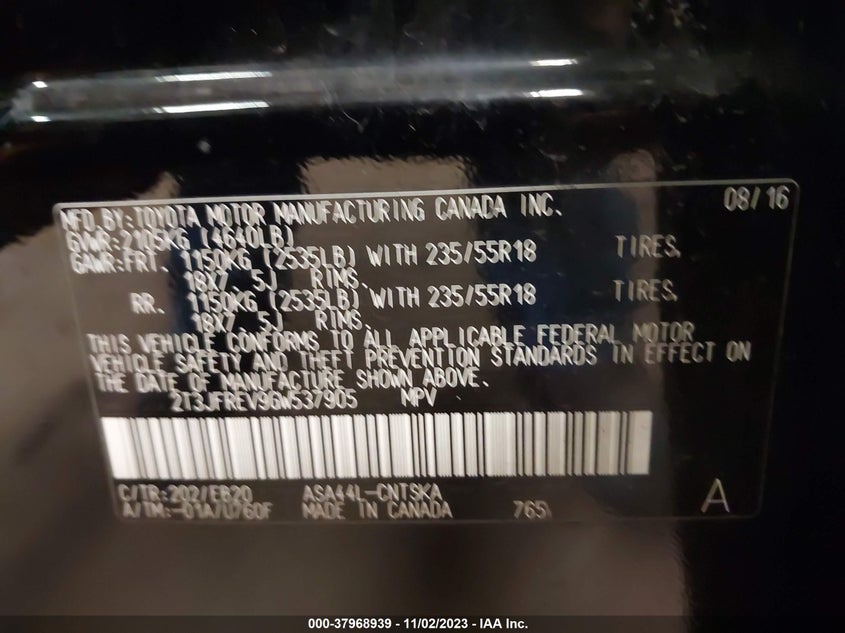 MFD. BY: TOYOTA MOTOR MANUFACTURING CANADA INC. 08/16
GVWR: 2105KG (4640LB)
GAWR: FRT. 1150KG (2535LB) WITH 235/55R18 TIRES,
18X7.5J RIMS,
RR. 1150KG (2535LB) WITH 235/55R18 TIRES,
18X7.5J RIMS,
THIS VEHICLE CONFORMS TO ALL APPLICABLE FEDERAL MOTOR
VEHICLE SAFETY AND THEFT PREVENTION STANDARDS IN EFFECT ON
THE DATE OF MANUFACTURE SHOWN ABOVE.
2T3JFREV9GW537905 MPV
C/TR:202/EB20 ASA44L-CNTSKA
A/TM:-01A/U760F MADE IN CANADA 765 A
000-37968939 - 11/02/2023 - IAA Inc.